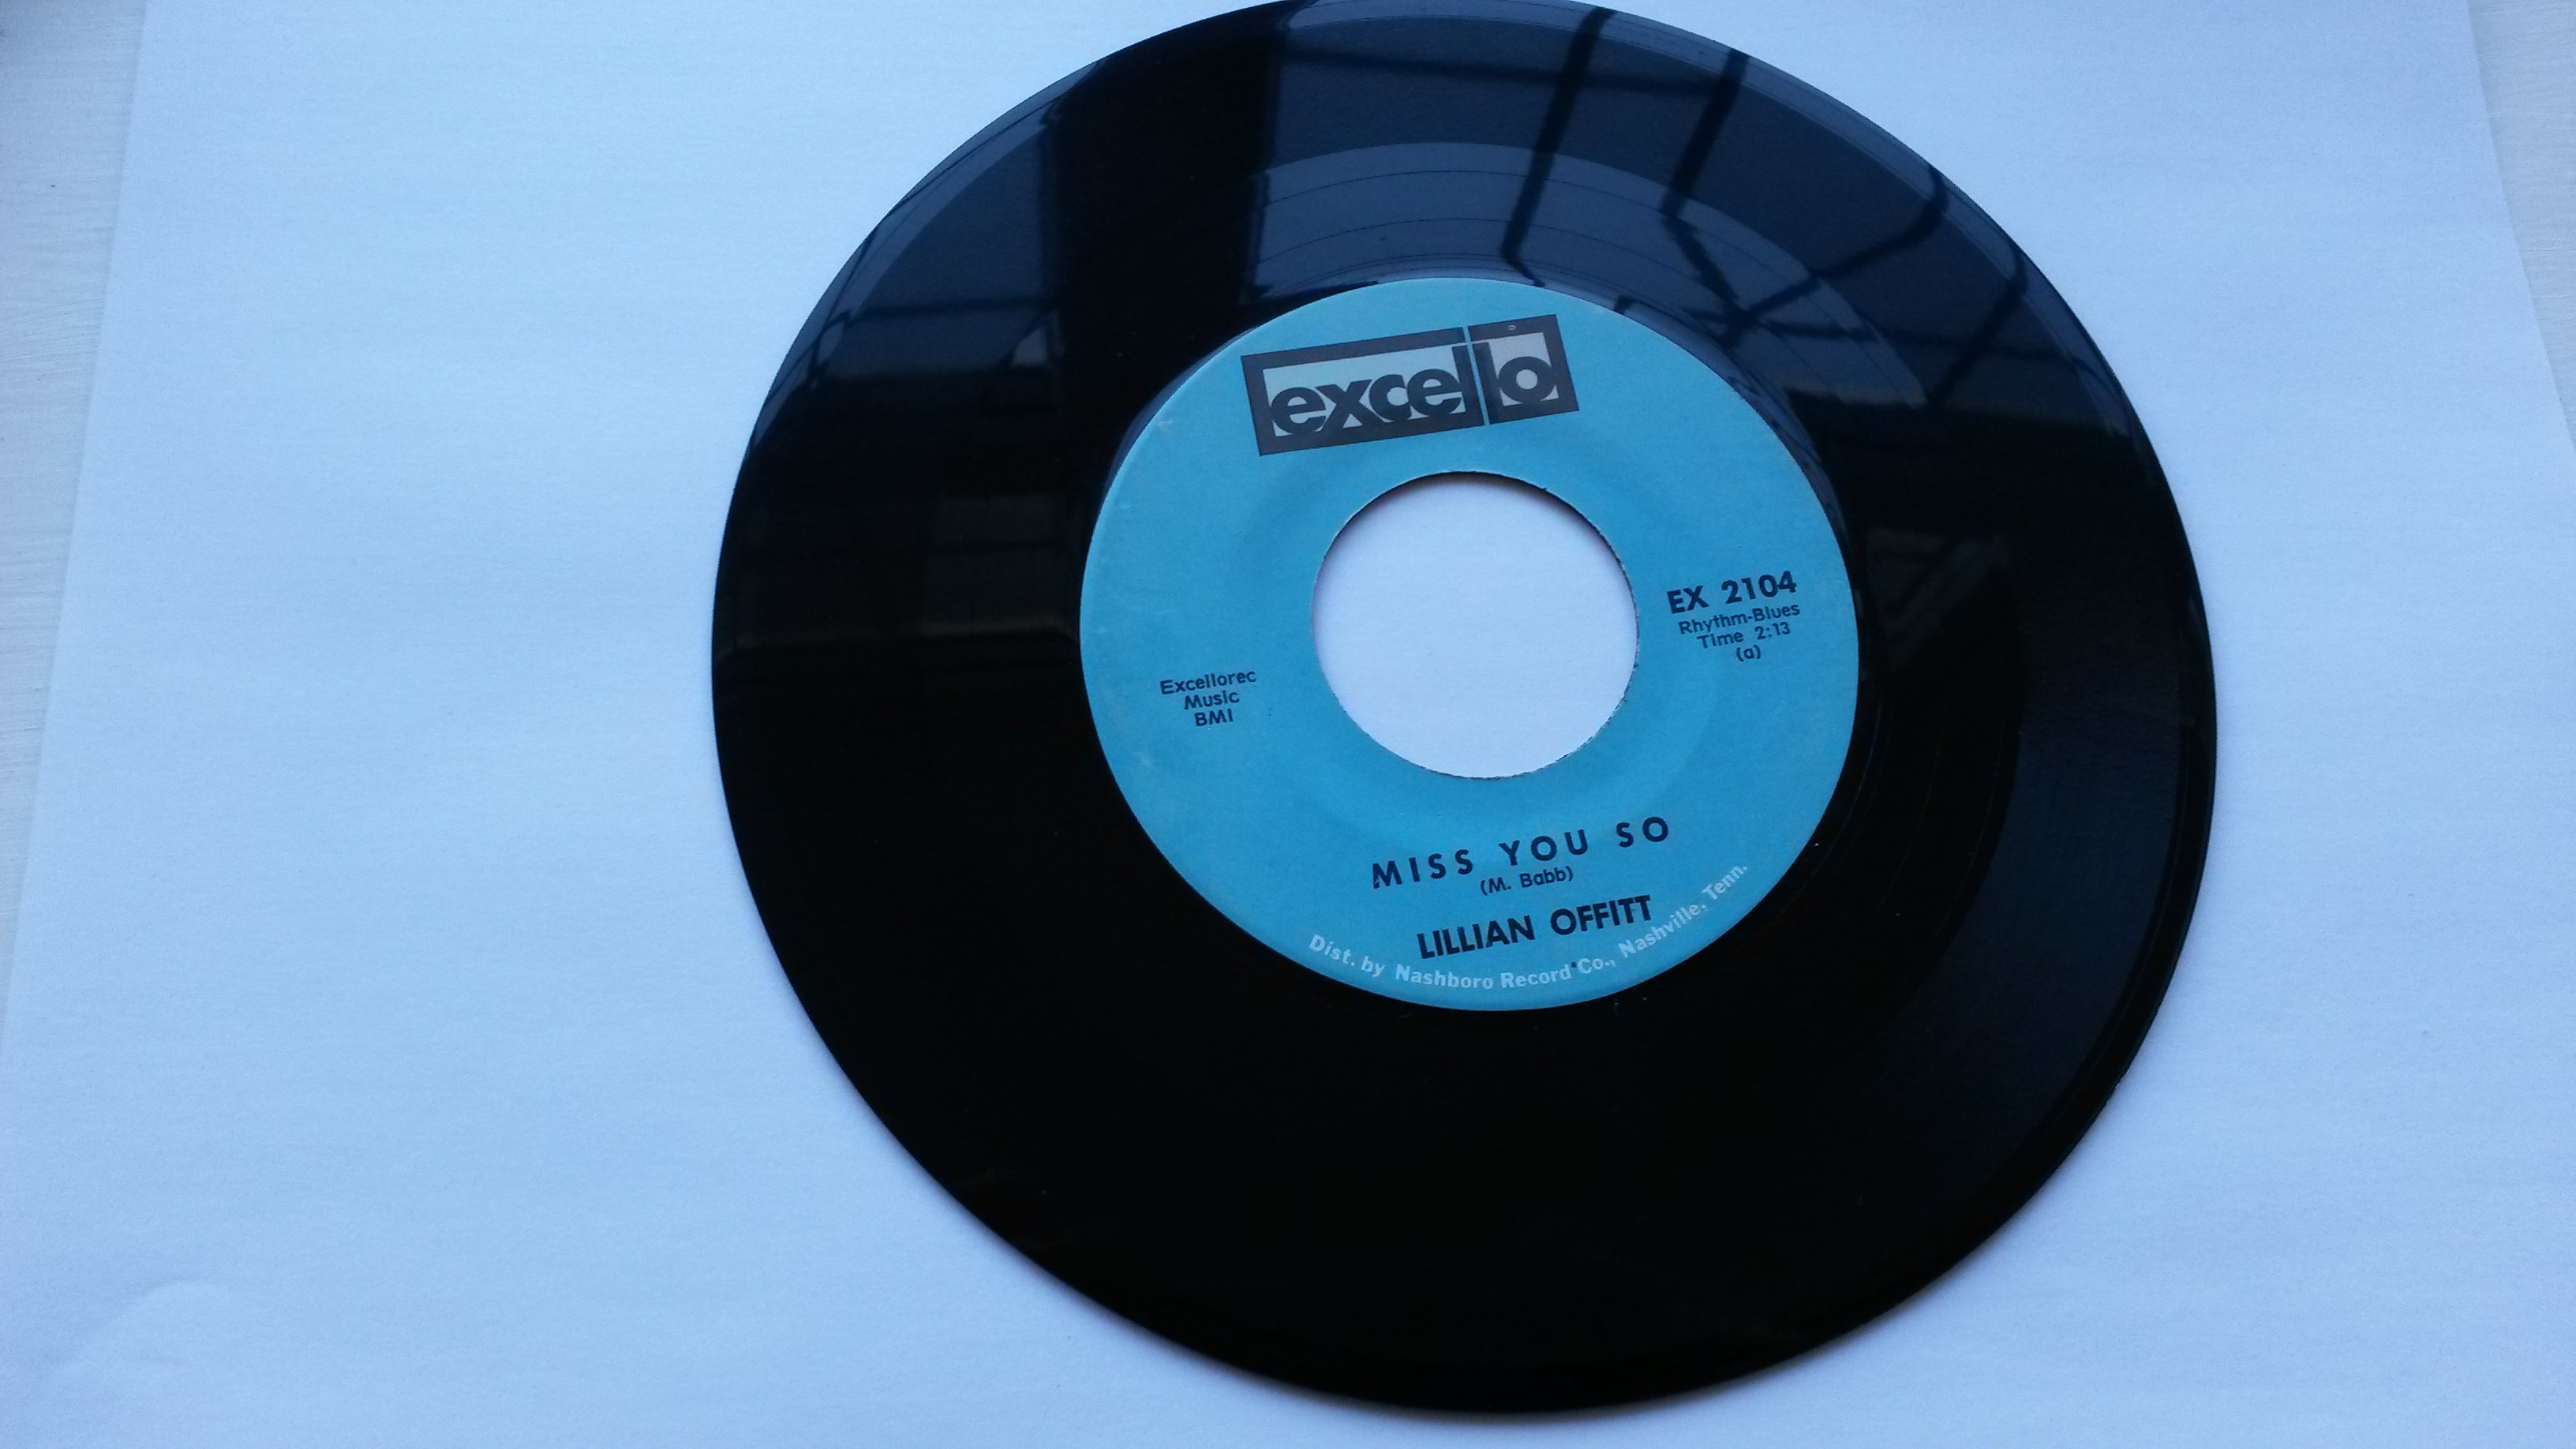 excello
EX 2104
Rhythm-Blues
Time 2:13
(a)
Excellorec
Music
BMI
MISS YOU SO
(M. Babb)
LILLIAN OFFITT
Dist. by Nashboro Record Co., Nashville, Tenn.